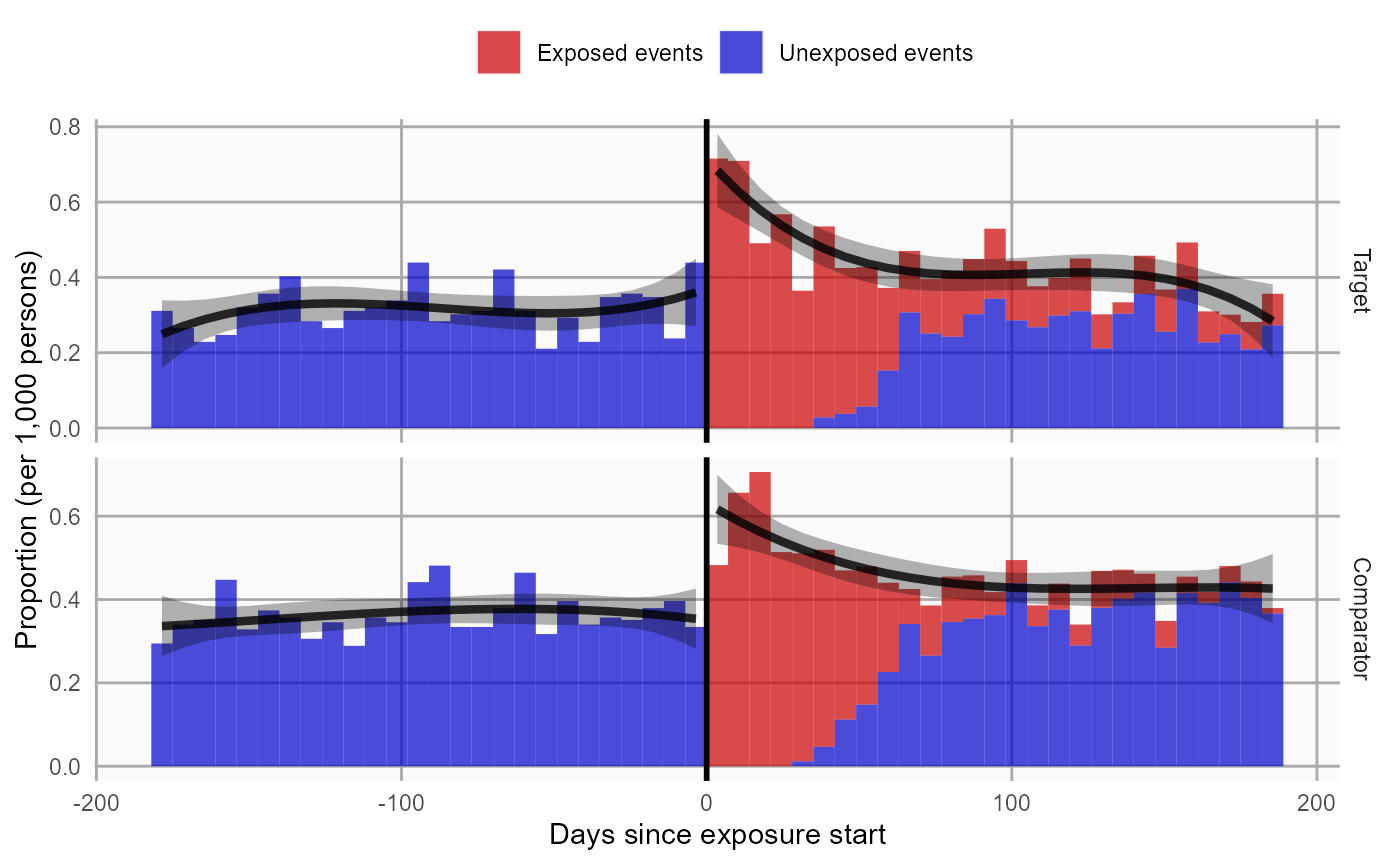 Exposed events
Unexposed events
Proportion (per 1,000 persons)
0.8
0.6
0.4
0.2
0.0
Target
0.6
0.4
0.2
0.0
Comparator
-200
-100
0
100
200
Days since exposure start